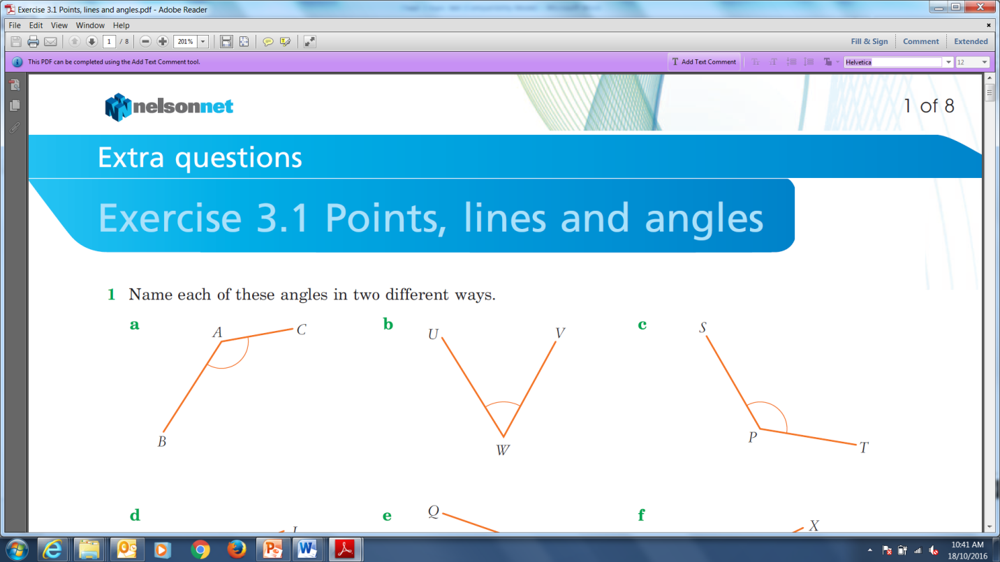 Exercise 3.1 Points, lines and angles.pdf - Adobe Reader
File Edit View Window Help
1 / 8 201% Fill & Sign Comment Extended
This PDF can be completed using the Add Text Comment tool. T Add Text Comment Helvetica 12
nelsonnet
1 of 8
Extra questions
Exercise 3.1 Points, lines and angles
1 Name each of these angles in two different ways.
a b c
A C U V S
B W P T
d e f
Q X
10:41 AM
18/10/2016